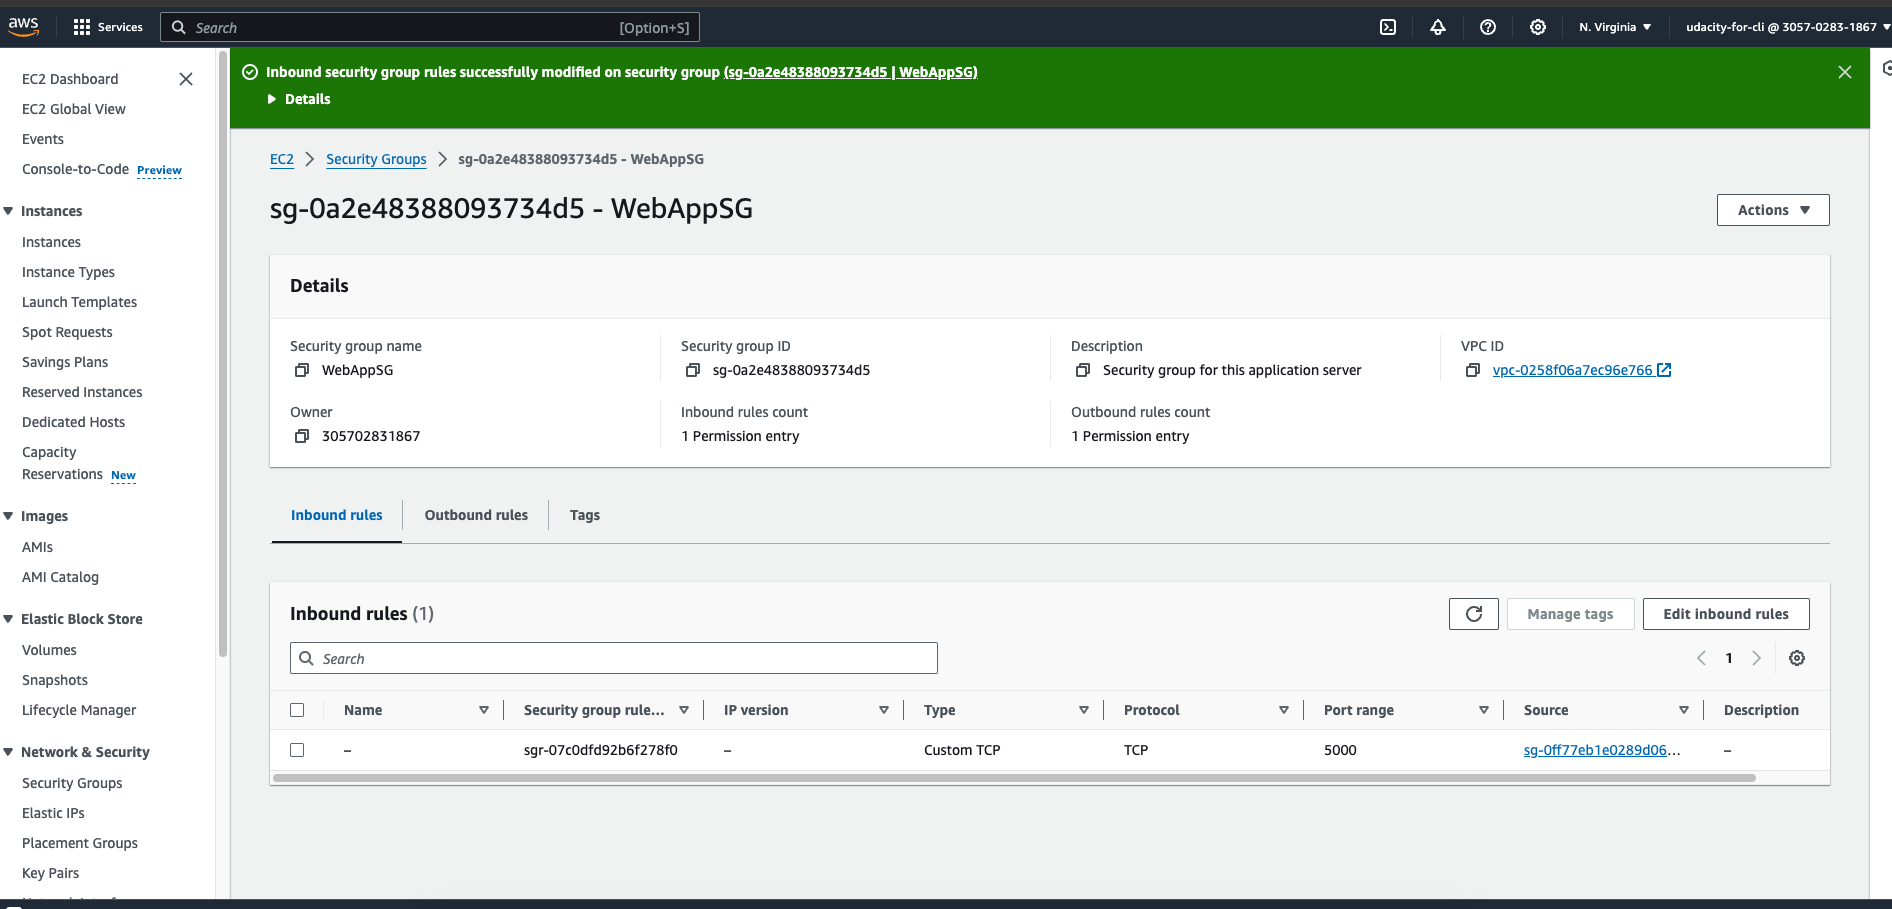 aws
Services
Search
[Option+S]
N. Virginia
udacity-for-cli @ 3057-0283-1867
EC2 Dashboard
EC2 Global View
Events
Console-to-Code Preview
Instances
Instances
Instance Types
Launch Templates
Spot Requests
Savings Plans
Reserved Instances
Dedicated Hosts
Capacity
Reservations New
Images
AMIs
AMI Catalog
Elastic Block Store
Volumes
Snapshots
Lifecycle Manager
Network & Security
Security Groups
Elastic IPs
Placement Groups
Key Pairs
Inbound security group rules successfully modified on security group (sg-0a2e48388093734d5 | WebAppSG)
Details
EC2 Security Groups sg-0a2e48388093734d5 - WebAppSG
sg-0a2e48388093734d5 - WebAppSG
Actions
Details
Security group name
WebAppSG
Security group ID
sg-0a2e48388093734d5
Description
Security group for this application server
VPC ID
vpc-0258f06a7ec96e766
Owner
305702831867
Inbound rules count
1 Permission entry
Outbound rules count
1 Permission entry
Inbound rules
Outbound rules
Tags
Inbound rules (1)
Manage tags
Edit inbound rules
Search
1
Name Security group rule... IP version Type Protocol Port range Source Description
– sgr-07c0dfd92b6f278f0 – Custom TCP TCP 5000 sg-0ff77eb1e0289d06... –